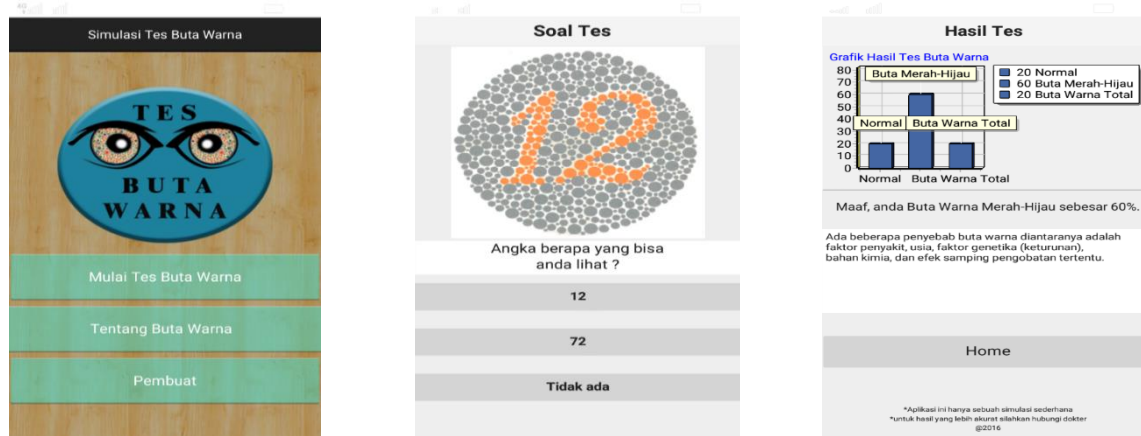 Simulasi Tes Buta Warna
TES
BUTA
WARNA
Mulai Tes Buta Warna
Tentang Buta Warna
Pembuat
Soal Tes
12
Angka berapa yang bisa
anda lihat ?
12
72
Tidak ada
Hasil Tes
Grafik Hasil Tes Buta Warna
80
70
60
50
40
30
20
10
0
Buta Merah-Hijau
Normal
Buta Warna Total
Normal
Buta Warna Total
20 Normal
60 Buta Merah-Hijau
20 Buta Warna Total
Maaf, anda Buta Warna Merah-Hijau sebesar 60%.
Ada beberapa penyebab buta warna diantaranya adalah
faktor penyakit, usia, faktor genetika (keturunan),
bahan kimia, dan efek samping pengobatan tertentu.
Home
*Aplikasi ini hanya sebuah simulasi sederhana
*untuk hasil yang lebih akurat silahkan hubungi dokter
@2016